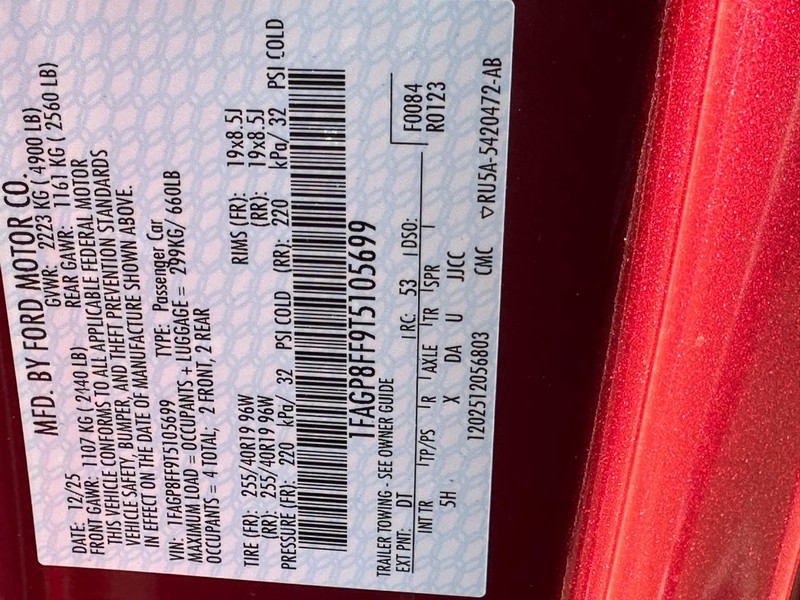 MFD. BY FORD MOTOR CO.
DATE: 12/25 GVWR: 2223 KG ( 4900 LB)
FRONT GAWR: 1107 KG ( 2440 LB) REAR GAWR: 1161 KG ( 2560 LB)
THIS VEHICLE CONFORMS TO ALL APPLICABLE FEDERAL MOTOR
VEHICLE SAFETY, BUMPER, AND THEFT PREVENTION STANDARDS
IN EFFECT ON THE DATE OF MANUFACTURE SHOWN ABOVE.
VIN: 1FAGP8FF9T5105699 TYPE: Passenger Car
MAXIMUM LOAD = OCCUPANTS + LUGGAGE = 299KG/ 660LB
OCCUPANTS = 4 TOTAL; 2 FRONT, 2 REAR
TIRE (FR): 255/40R19 96W RIMS (FR): 19x8.5J
(RR): 255/40R19 96W (RR): 19x8.5J
PRESSURE (FR): 220 kPa/ 32 PSI COLD (RR): 220 kPa/ 32 PSI COLD
1FAGP8FF9T5105699
TRAILER TOWING - SEE OWNER GUIDE F0084
EXT PNT: DT RC: 53 DSO: R0123
INT TR TP/PS R AXLE TR SPR
5H X DA U JJCC
1202512056803 CMC ▽RU5A-5420472-AB